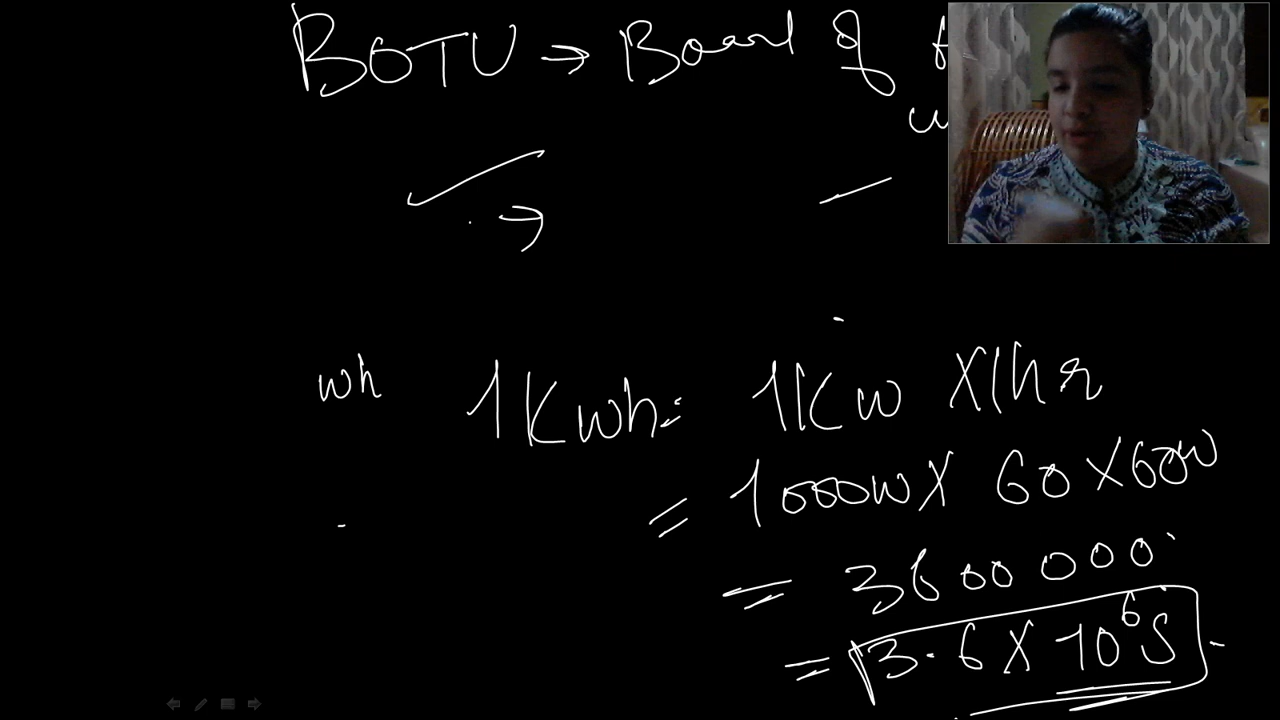 BOTU → Board of
wh 1Kwh = 1Kw X 1hr
= 1000w X 60 X 60w
= 3600000
= 3.6 X 10⁶ S